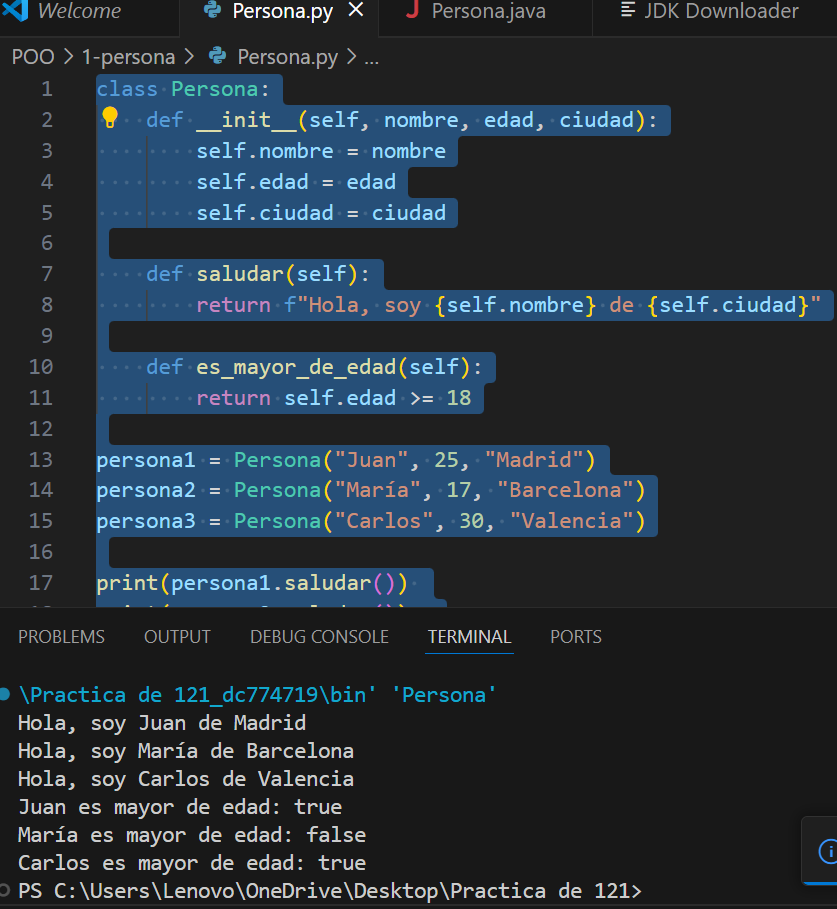 Welcome
Persona.py
Persona.java
JDK Downloader
POO > 1-persona > Persona.py > ...
1 class Persona:
2     def __init__(self, nombre, edad, ciudad):
3         self.nombre = nombre
4         self.edad = edad
5         self.ciudad = ciudad
6
7     def saludar(self):
8         return f"Hola, soy {self.nombre} de {self.ciudad}"
9
10     def es_mayor_de_edad(self):
11         return self.edad >= 18
12
13 persona1 = Persona("Juan", 25, "Madrid")
14 persona2 = Persona("María", 17, "Barcelona")
15 persona3 = Persona("Carlos", 30, "Valencia")
16
17 print(persona1.saludar())
PROBLEMS OUTPUT DEBUG CONSOLE TERMINAL PORTS
\Practica de 121_dc774719\bin' 'Persona'
Hola, soy Juan de Madrid
Hola, soy María de Barcelona
Hola, soy Carlos de Valencia
Juan es mayor de edad: true
María es mayor de edad: false
Carlos es mayor de edad: true
PS C:\Users\Lenovo\OneDrive\Desktop\Practica de 121>